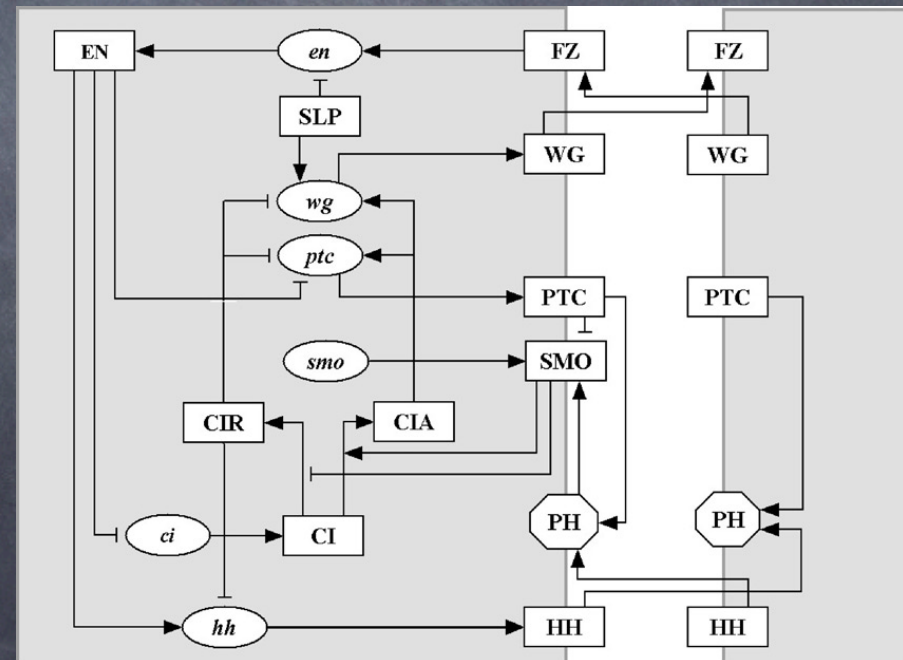 EN
en
FZ
FZ
SLP
WG
WG
wg
ptc
PTC
PTC
smo
SMO
CIR
CIA
PH
PH
ci
CI
hh
HH
HH